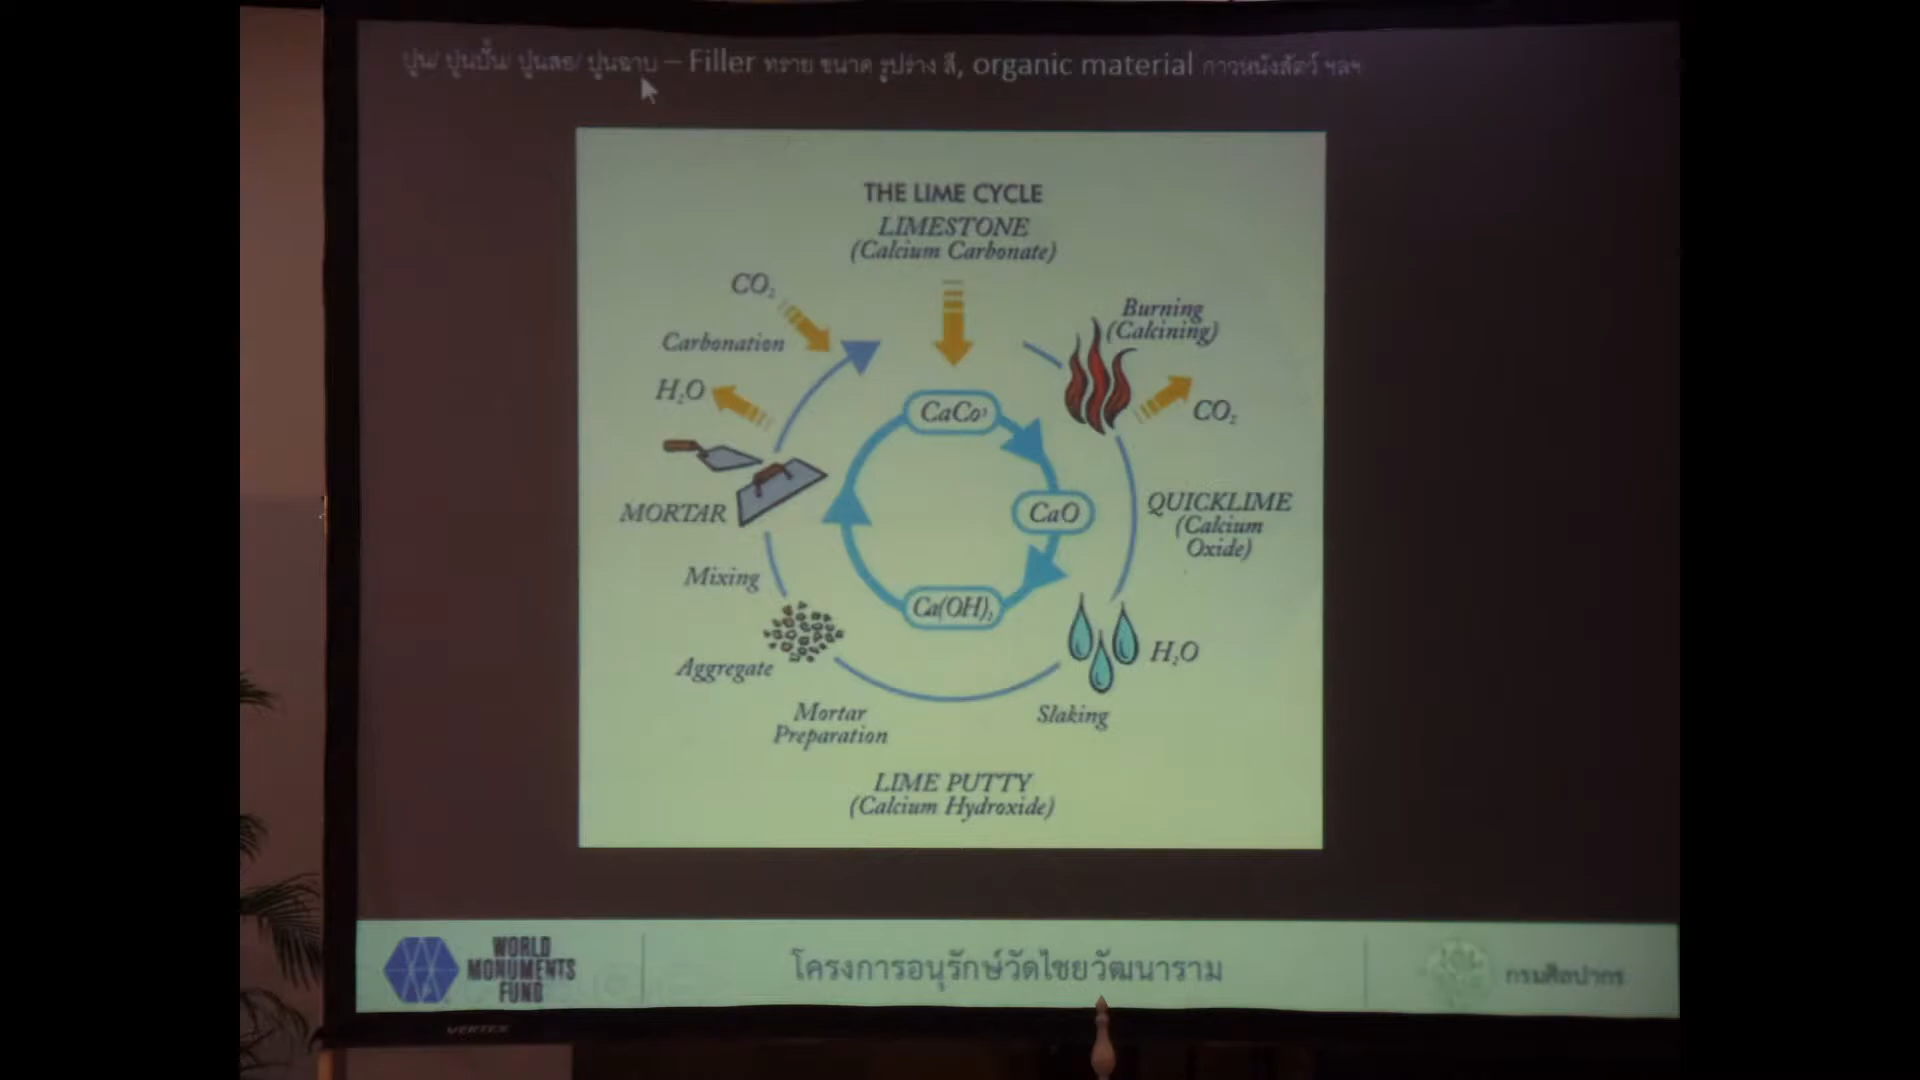 ปูน/ ปูนปั้น/ ปูนสอ/ ปูนฉาบ – Filler ทราย ขนาด รูปร่าง สี, organic material กาวหนังสัตว์ ฯลฯ
THE LIME CYCLE
LIMESTONE
(Calcium Carbonate)
CO₂
Carbonation
H₂O
Burning
(Calcining)
CO₂
CaCo³
CaO
Ca(OH)₂
QUICKLIME
(Calcium
Oxide)
MORTAR
Mixing
Aggregate
H₂O
Slaking
Mortar
Preparation
LIME PUTTY
(Calcium Hydroxide)
WORLD
MONUMENTS
FUND
โครงการอนุรักษ์วัดไชยวัฒนาราม
กรมศิลปากร
VERTEX